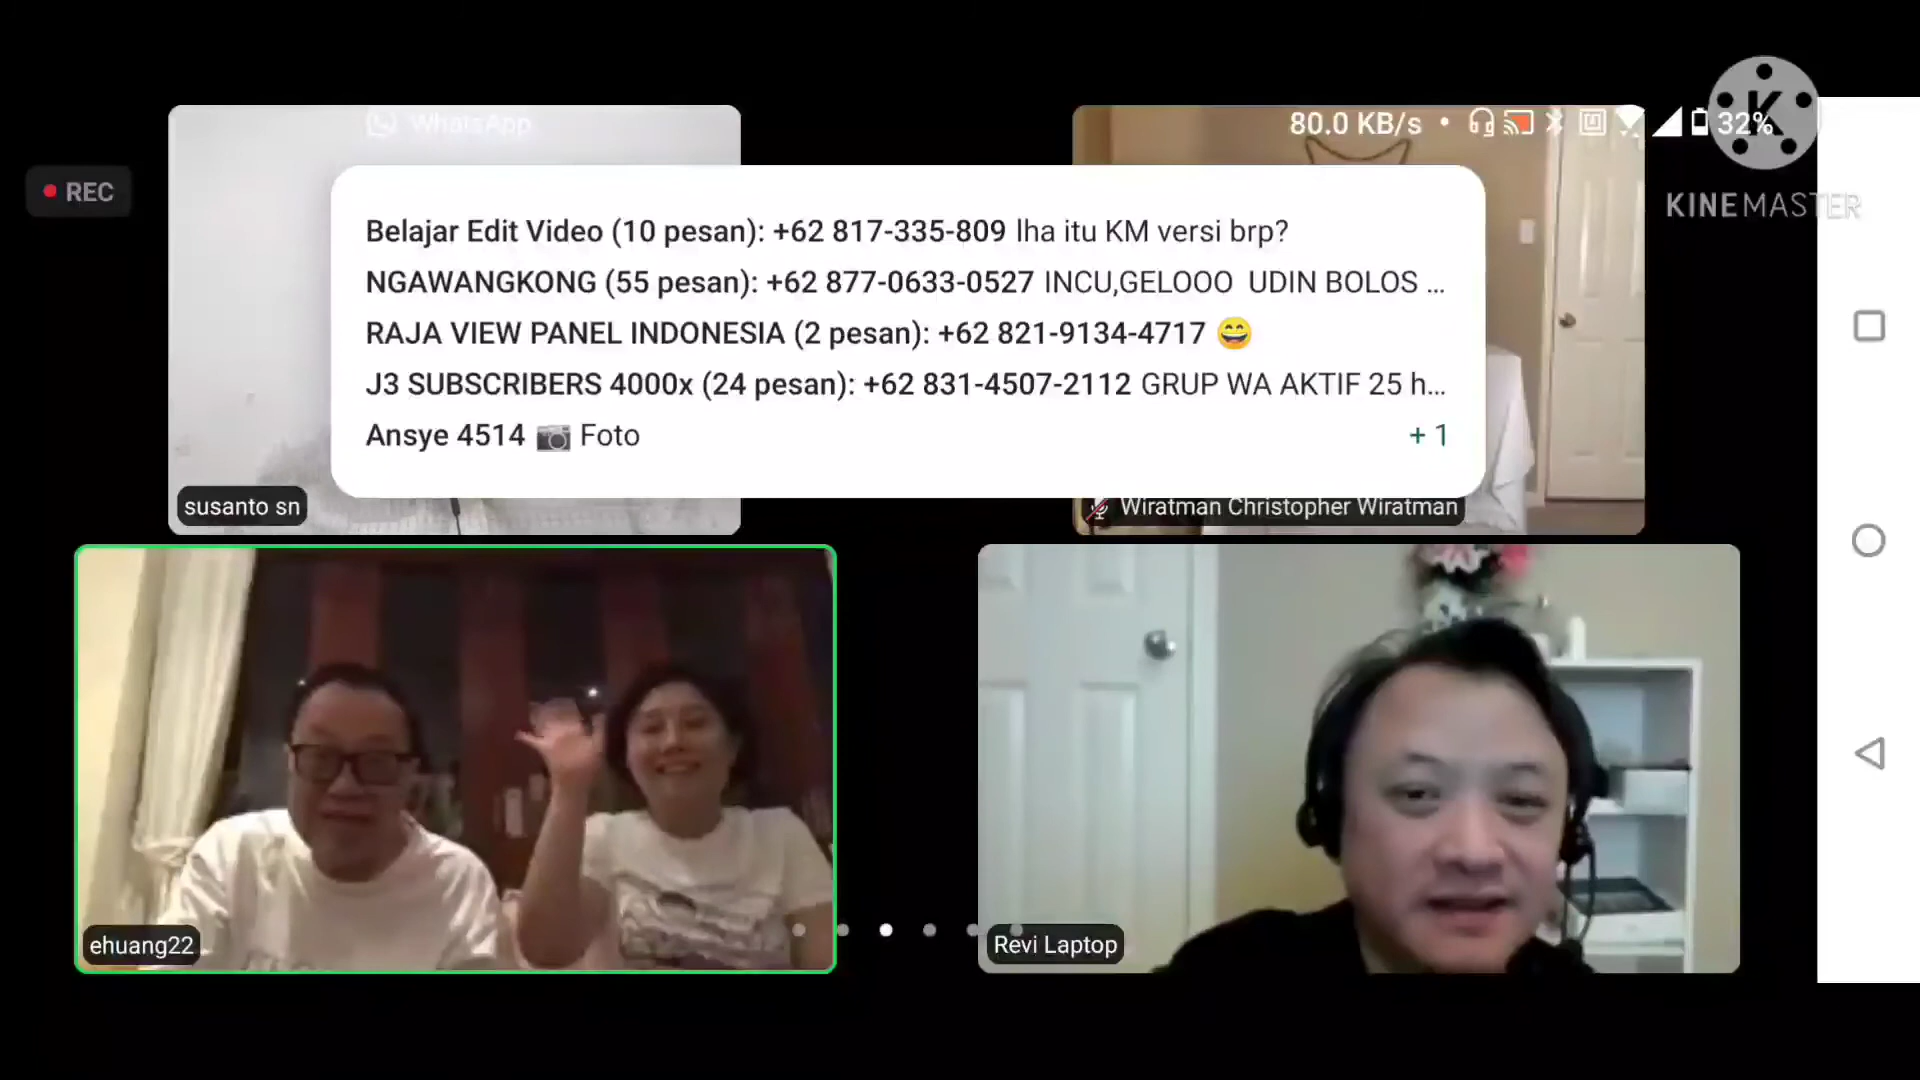 WhatsApp
80.0 KB/s • 32%
REC
KINEMASTER
Belajar Edit Video (10 pesan): +62 817-335-809 lha itu KM versi brp?
NGAWANGKONG (55 pesan): +62 877-0633-0527 INCU,GELOOO UDIN BOLOS ...
RAJA VIEW PANEL INDONESIA (2 pesan): +62 821-9134-4717 😄
J3 SUBSCRIBERS 4000x (24 pesan): +62 831-4507-2112 GRUP WA AKTIF 25 h...
Ansye 4514 📷 Foto + 1
susanto sn
Wiratman Christopher Wiratman
ehuang22
Revi Laptop